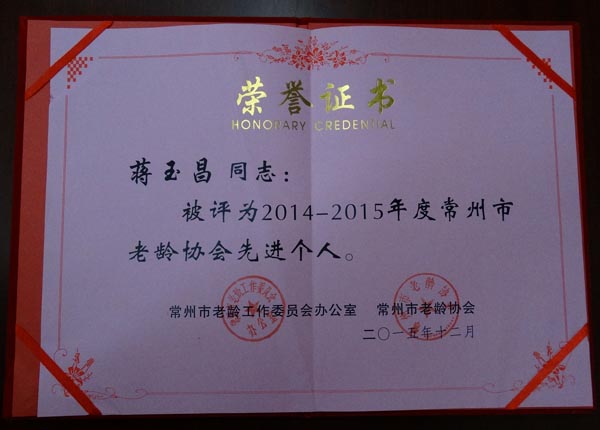 荣誉证书
HONORARY CREDENTIAL
蒋玉昌 同志：
被评为2014-2015年度常州市
老龄协会先进个人。
常州市老龄工作委员会办公室 常州市老龄协会
二〇一五年十二月